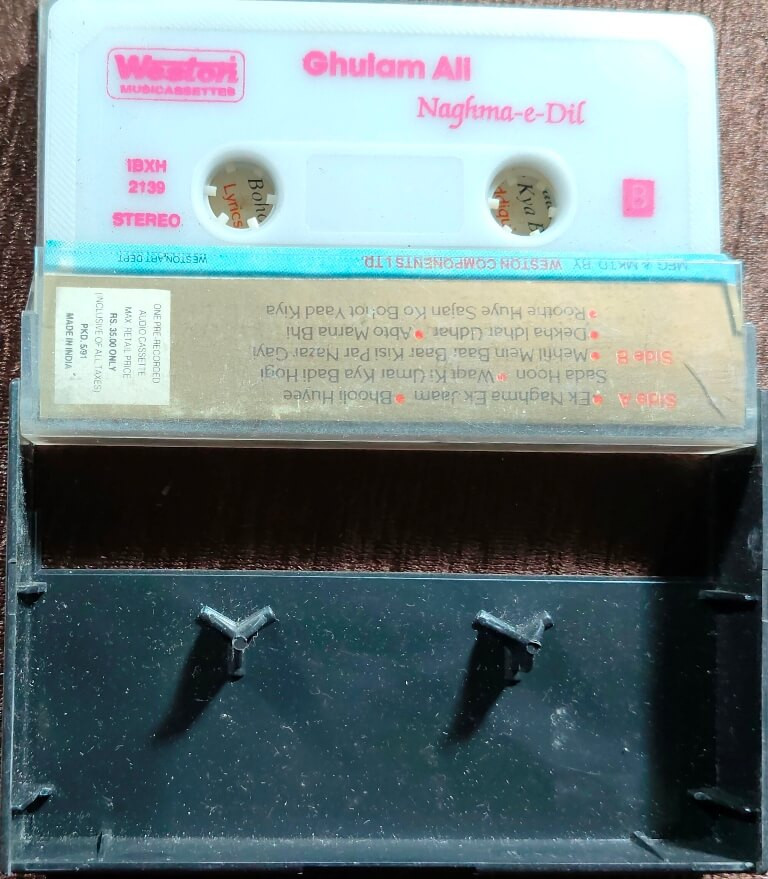 Weston
MUSICASSETTES
Ghulam Ali
Naghma-e-Dil
IBXH
2139
STEREO
Boho
Lyrics
Kya B
B
MFG & MKTD. BY WESTON COMPONENTS LTD.
WESTON ART DEPT.
Side A • Ek Naghma Ek Jaam • Bhooli Huyee
Sada Hoon • Waqt Ki Umar Kya Badi Hogi
Side B • Mehfil Mein Baar Baar Kisi Par Nazar Gayi
• Dekha Idhar Udhar • Abto Marna Bhi
• Roothe Huye Sajan Ko Bohot Yaad Kiya
ONE PRE-RECORDED
AUDIO CASSETTE
MAX. RETAIL PRICE
RS. 35.00 ONLY
(INCLUSIVE OF ALL TAXES)
PKD. 5/91
MADE IN INDIA